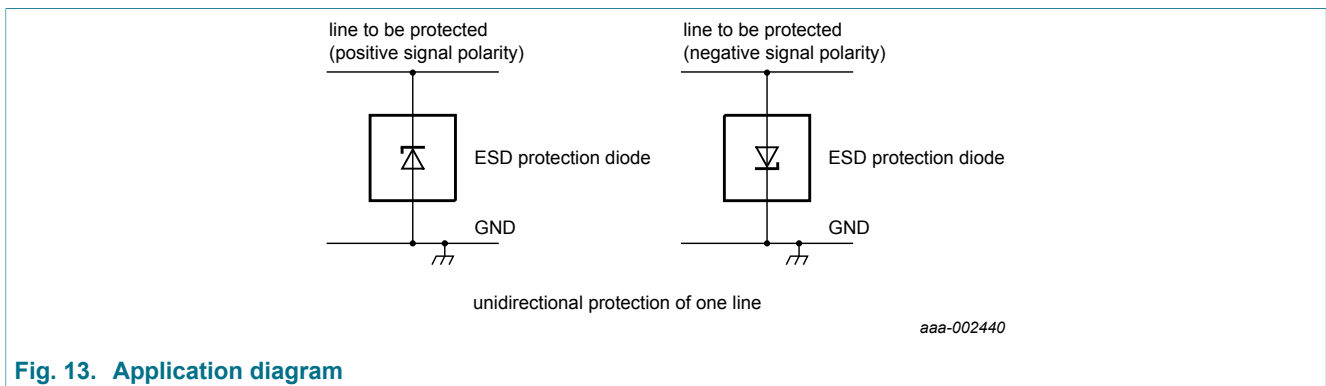 line to be protected
(positive signal polarity)
line to be protected
(negative signal polarity)
ESD protection diode
ESD protection diode
GND
GND
unidirectional protection of one line
aaa-002440
Fig. 13. Application diagram